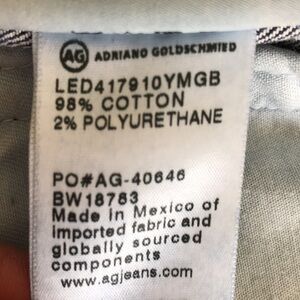 AG ADRIANO GOLDSCHMIED
LED417910YMGB
98% COTTON
2% POLYURETHANE
PO#AG-40646
BW18783
Made in Mexico of
imported fabric and
globally sourced
components
www.agjeans.com